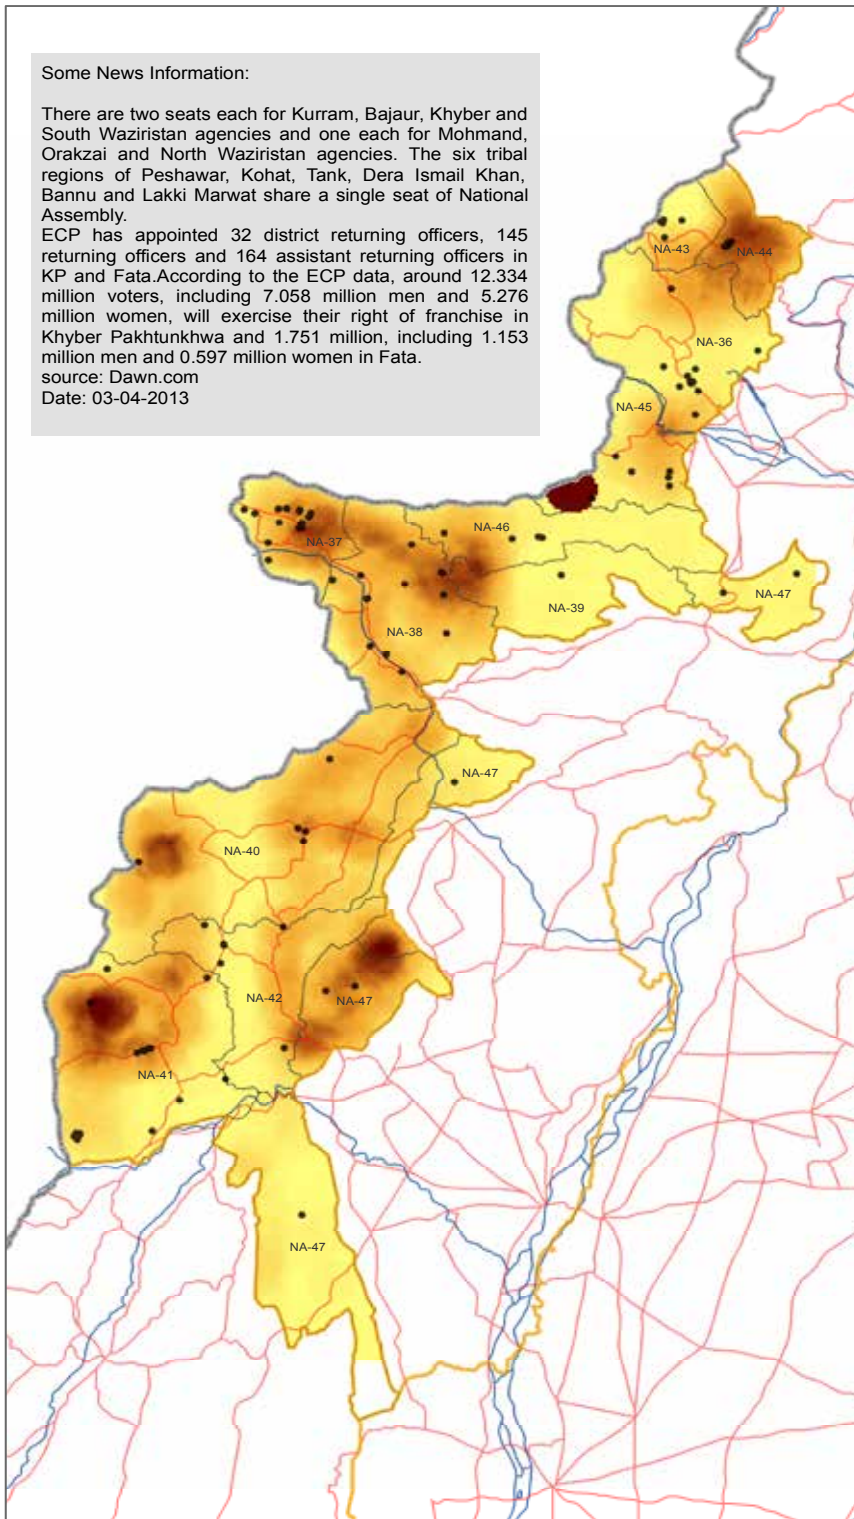 Some News Information:
There are two seats each for Kurram, Bajaur, Khyber and
South Waziristan agencies and one each for Mohmand,
Orakzai and North Waziristan agencies. The six tribal
regions of Peshawar, Kohat, Tank, Dera Ismail Khan,
Bannu and Lakki Marwat share a single seat of National
Assembly.
ECP has appointed 32 district returning officers, 145
returning officers and 164 assistant returning officers in
KP and Fata.According to the ECP data, around 12.334
million voters, including 7.058 million men and 5.276
million women, will exercise their right of franchise in
Khyber Pakhtunkhwa and 1.751 million, including 1.153
million men and 0.597 million women in Fata.
source: Dawn.com
Date: 03-04-2013
NA-43
NA-44
NA-36
NA-45
NA-46
NA-37
NA-39
NA-47
NA-38
NA-47
NA-40
NA-42
NA-47
NA-41
NA-47